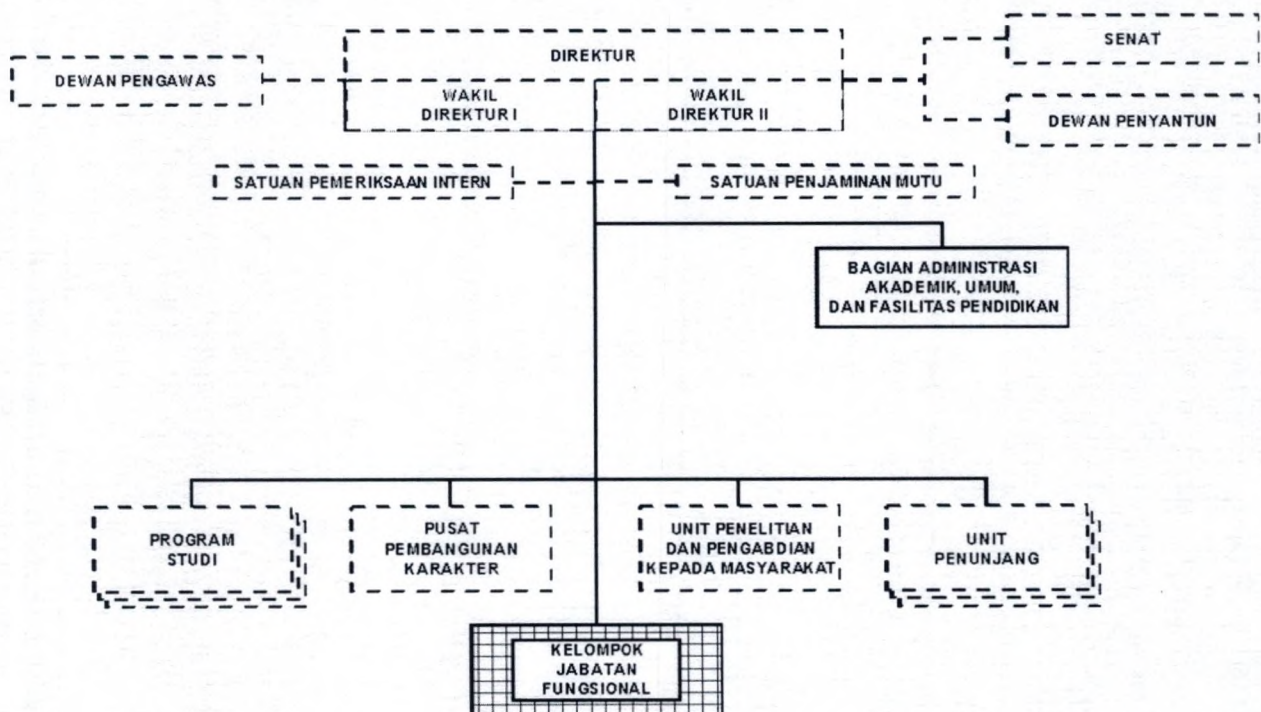 DIREKTUR
SENAT
DEWAN PENGAWAS
WAKIL
DIREKTUR I
WAKIL
DIREKTUR II
DEWAN PENYANTUN
SATUAN PEMERIKSAAN INTERN
SATUAN PENJAMINAN MUTU
BAGIAN ADMINISTRASI
AKADEMIK, UMUM,
DAN FASILITAS PENDIDIKAN
PROGRAM
STUDI
PUSAT
PEMBANGUNAN
KARAKTER
UNIT PENELITIAN
DAN PENGABDIAN
KEPADA MASYARAKAT
UNIT
PENUNJANG
KELOMPOK
JABATAN
FUNGSIONAL